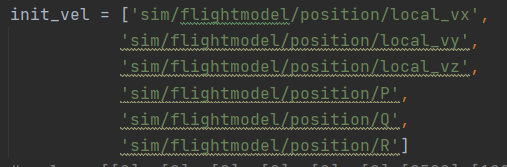 init_vel = ['sim/flightmodel/position/local_vx',
'sim/flightmodel/position/local_vy',
'sim/flightmodel/position/local_vz',
'sim/flightmodel/position/P',
'sim/flightmodel/position/Q',
'sim/flightmodel/position/R']